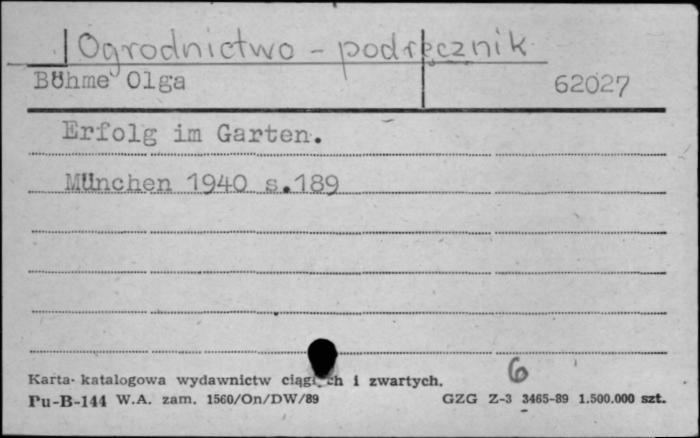 Ogrodnictwo - podręcznik
Böhme Olga 62027
Erfolg im Garten.
München 1940 s.189
6
Karta katalogowa wydawnictw ciągłych i zwartych.
Pu-B-144 W.A. zam. 1560/On/DW/89 GZG Z-3 3465-89 1.500.000 szt.